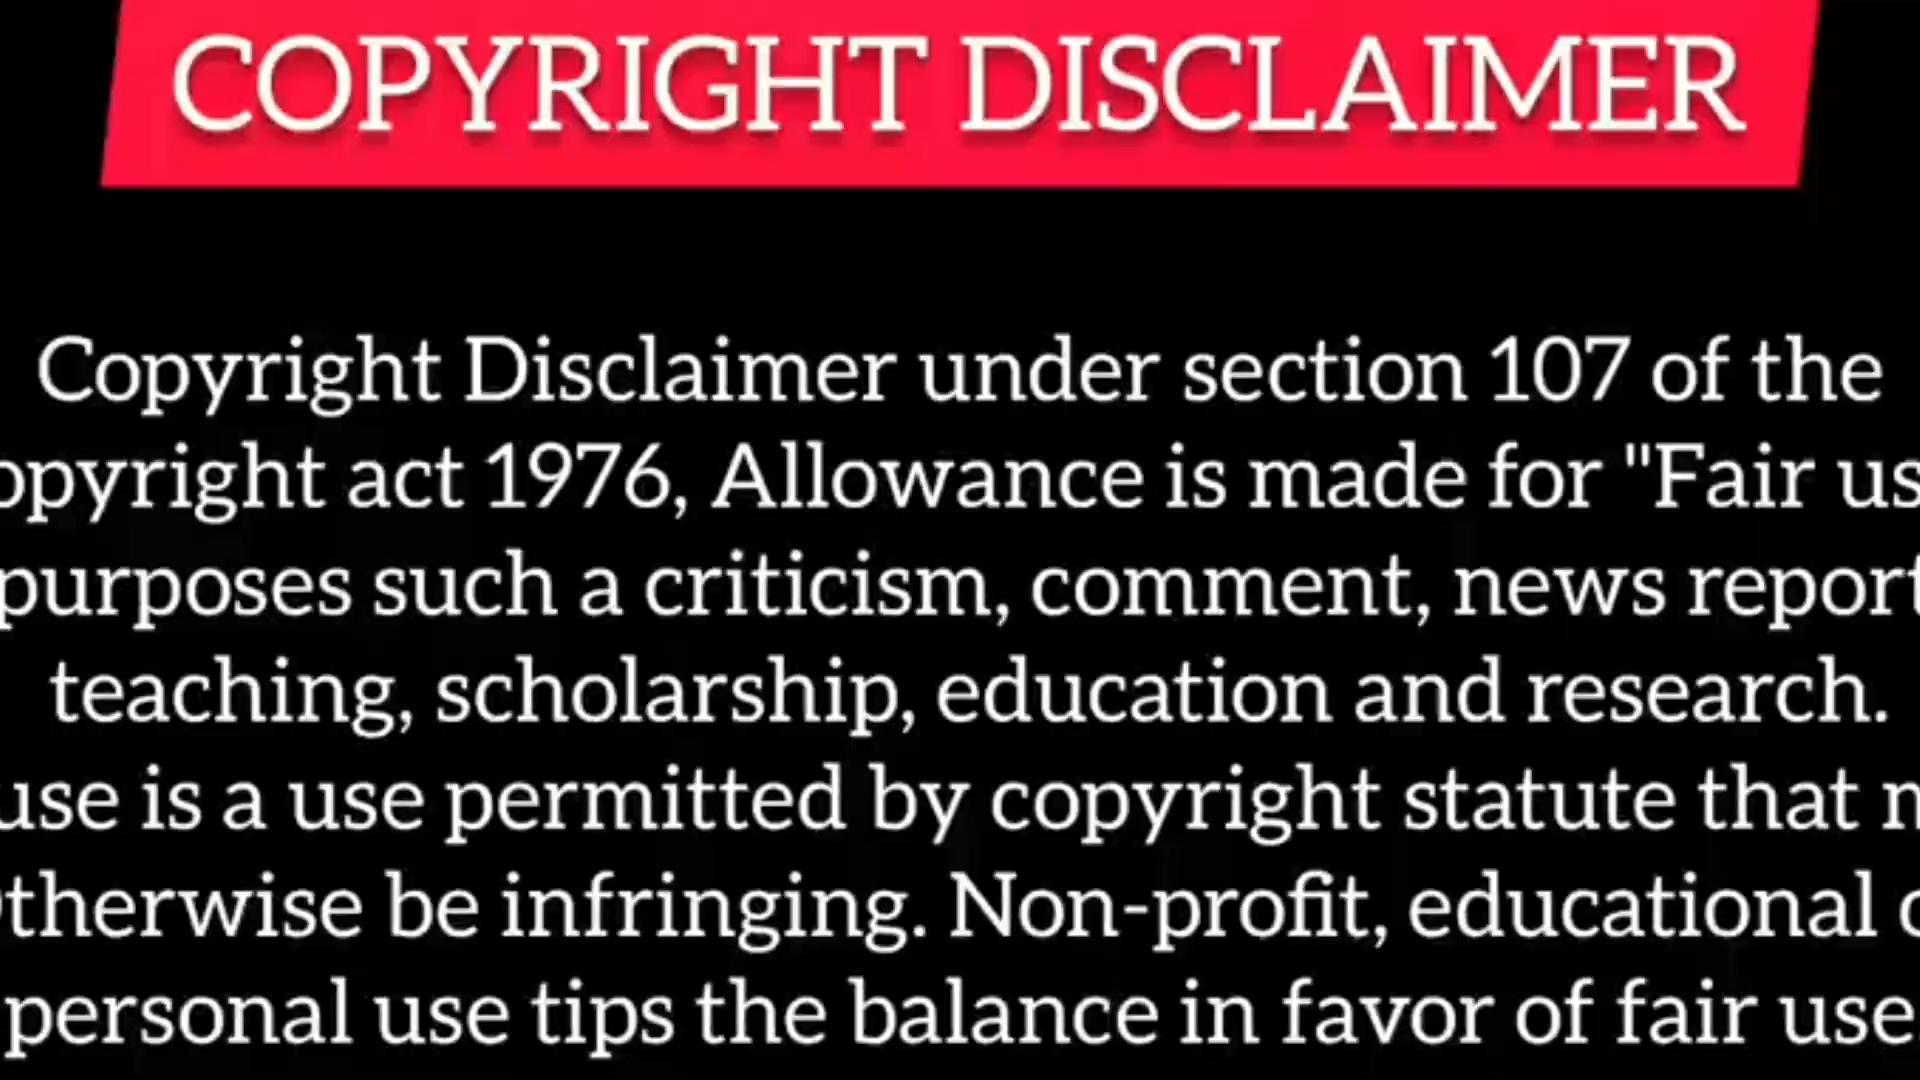 COPYRIGHT DISCLAIMER
Copyright Disclaimer under section 107 of the
opyright act 1976, Allowance is made for "Fair us
purposes such a criticism, comment, news report
teaching, scholarship, education and research.
use is a use permitted by copyright statute that m
therwise be infringing. Non-profit, educational o
personal use tips the balance in favor of fair use.